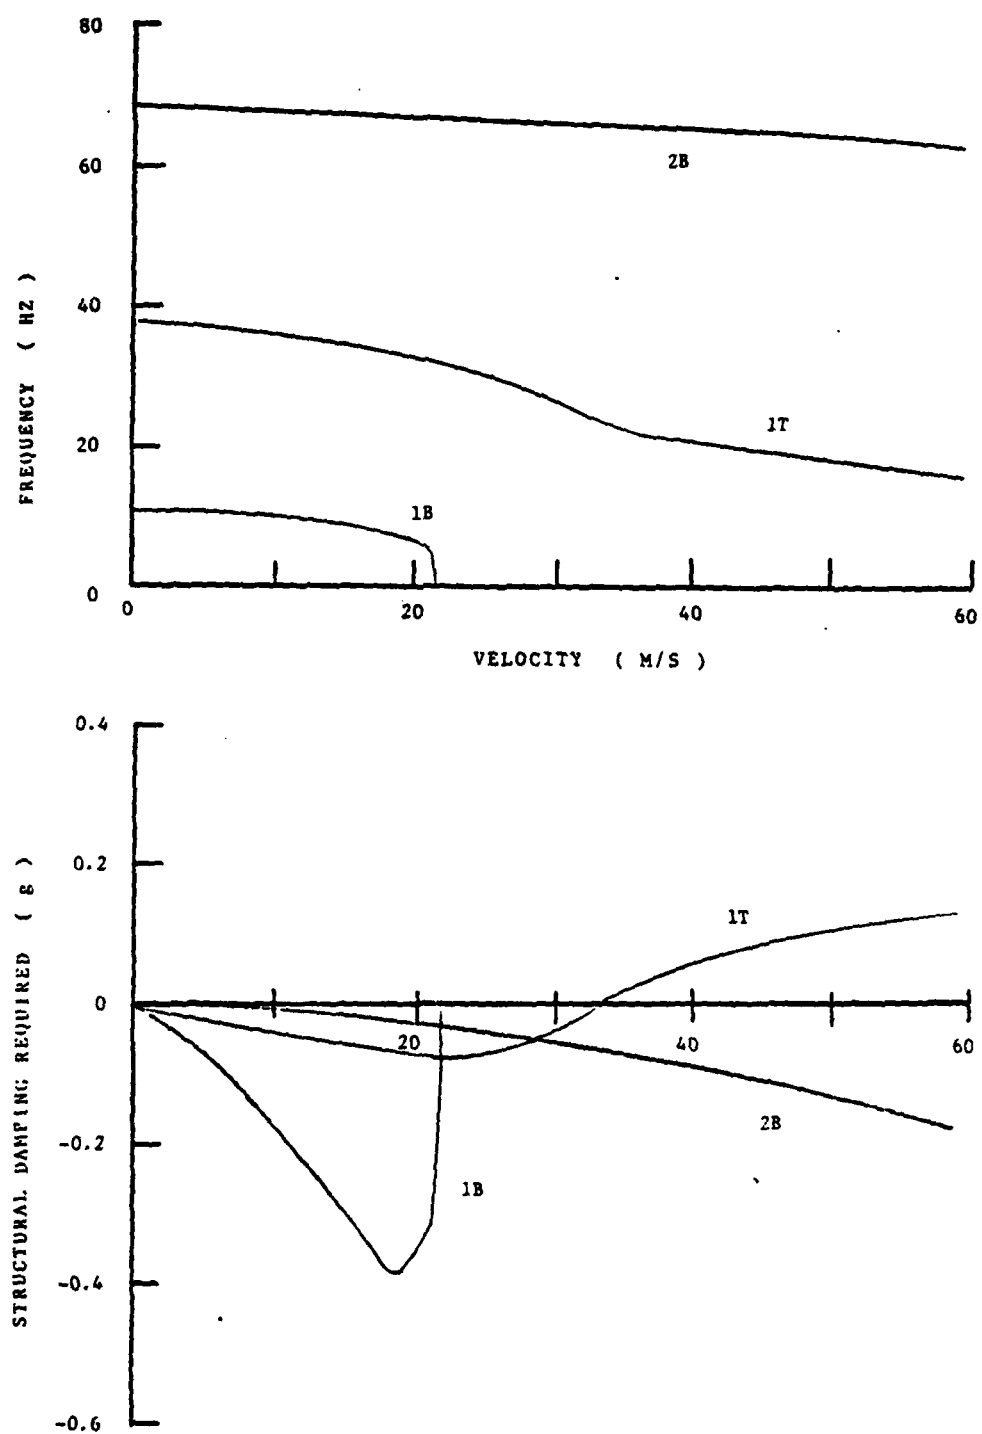 80
60
40
20
0
FREQUENCY ( HZ )
2B
1T
1B
0
20
40
60
VELOCITY ( M/S )
0.4
0.2
0
-0.2
-0.4
-0.6
STRUCTURAL DAMPING REQUIRED ( g )
1T
20
40
60
2B
1B